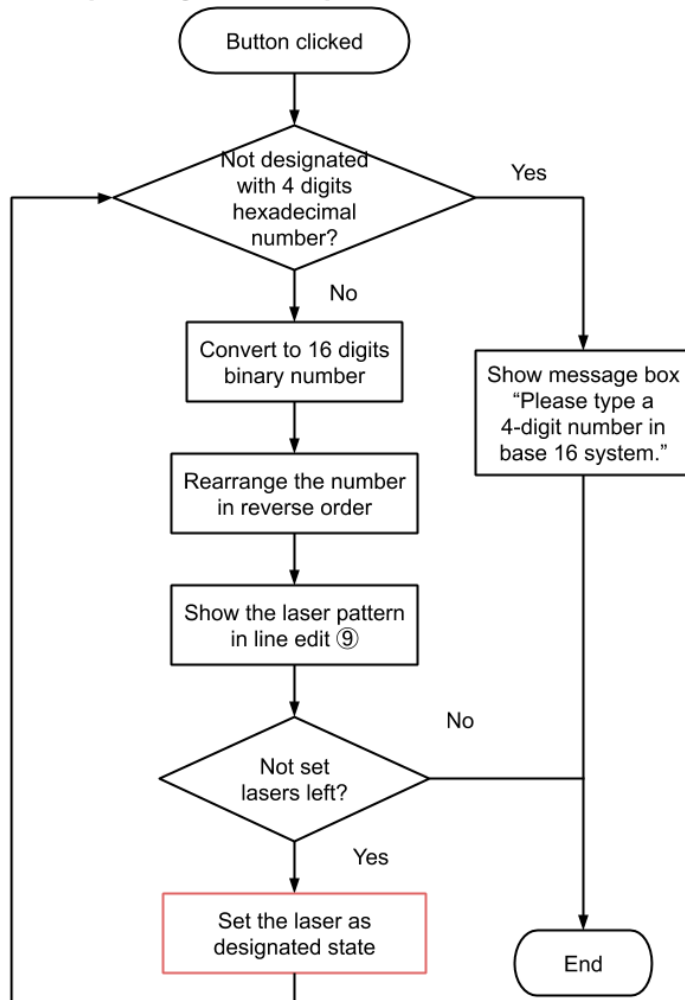 Button clicked
Not designated
with 4 digits
hexadecimal
number?
Yes
No
Convert to 16 digits
binary number
Show message box
“Please type a
4-digit number in
base 16 system.”
Rearrange the number
in reverse order
Show the laser pattern
in line edit ⑨
No
Not set
lasers left?
Yes
Set the laser as
designated state
End